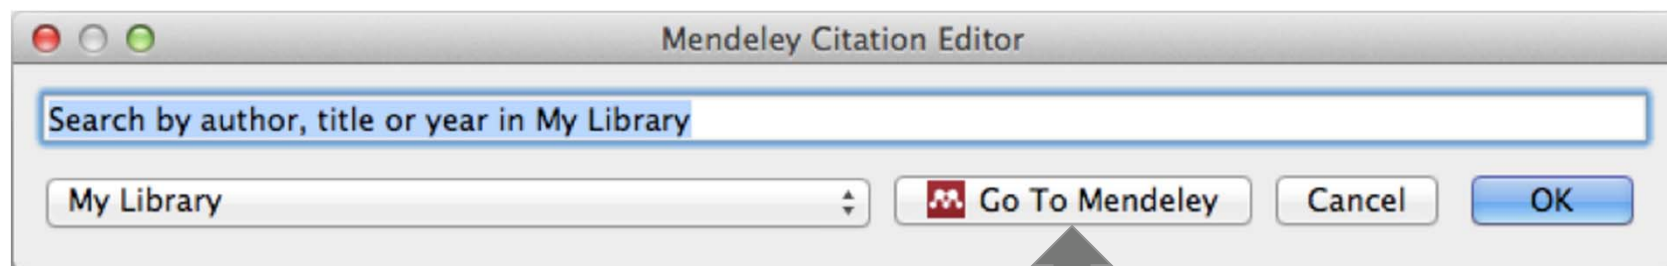 Mendeley Citation Editor
Search by author, title or year in My Library
My Library Go To Mendeley Cancel OK